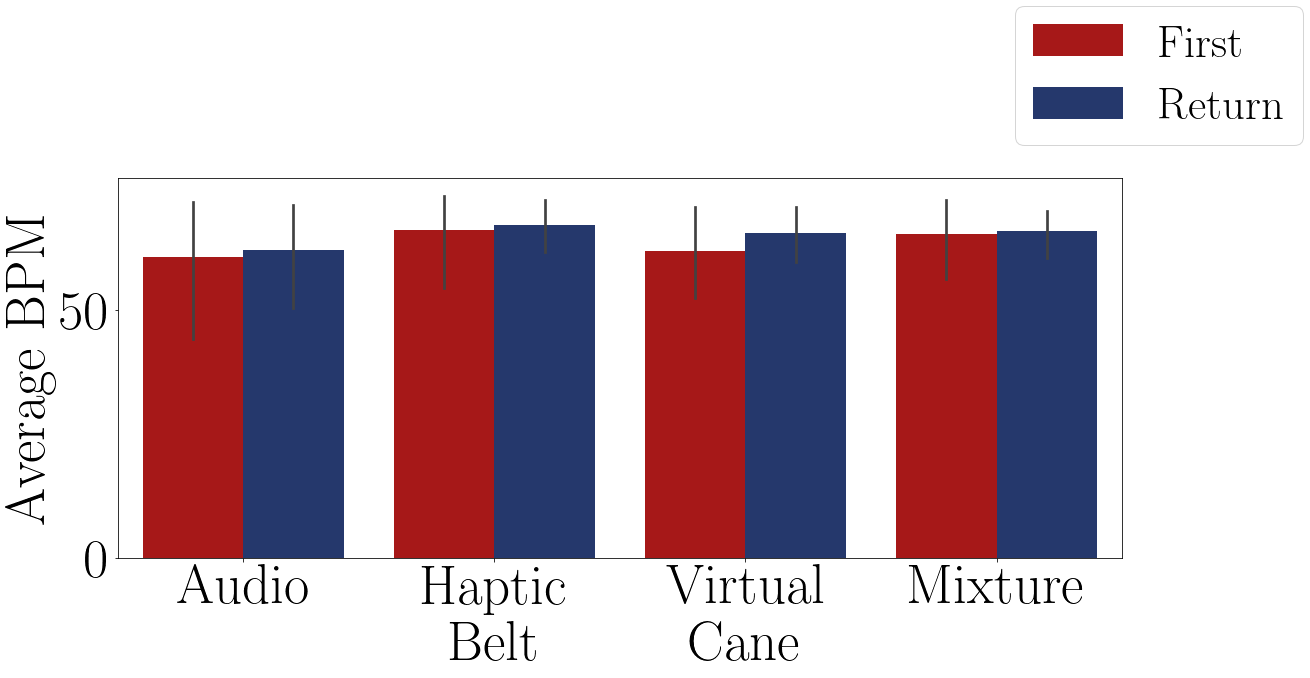 First
Return
Average BPM
50
0
Audio
Haptic
Belt
Virtual
Cane
Mixture